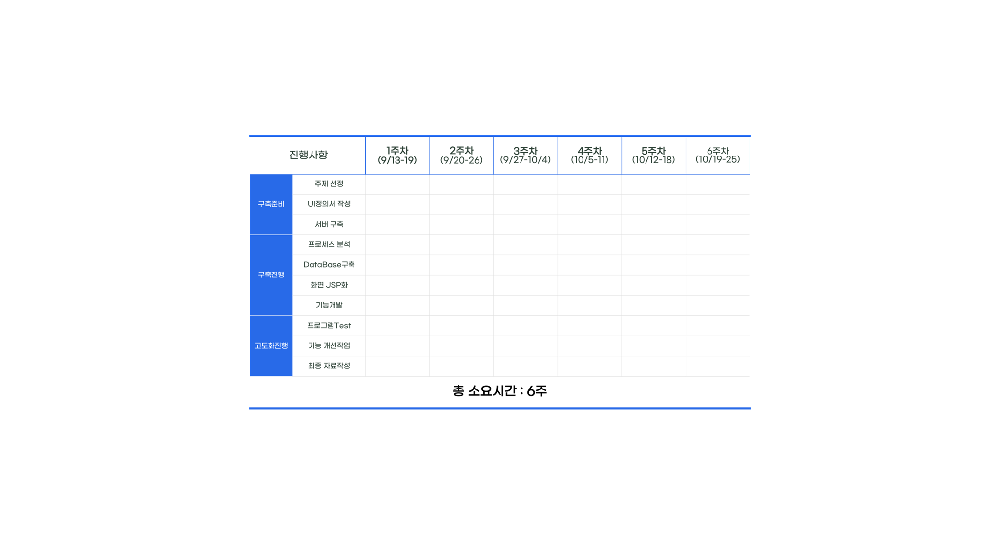 진행사항
1주차
(9/13-19)
2주차
(9/20-26)
3주차
(9/27-10/4)
4주차
(10/5-11)
5주차
(10/12-18)
6주차
(10/19-25)
구축준비
주제 선정
UI정의서 작성
서버 구축
구축진행
프로세스 분석
DataBase구축
화면 JSP화
기능개발
고도화진행
프로그램Test
기능 개선작업
최종 자료작성
총 소요시간 : 6주